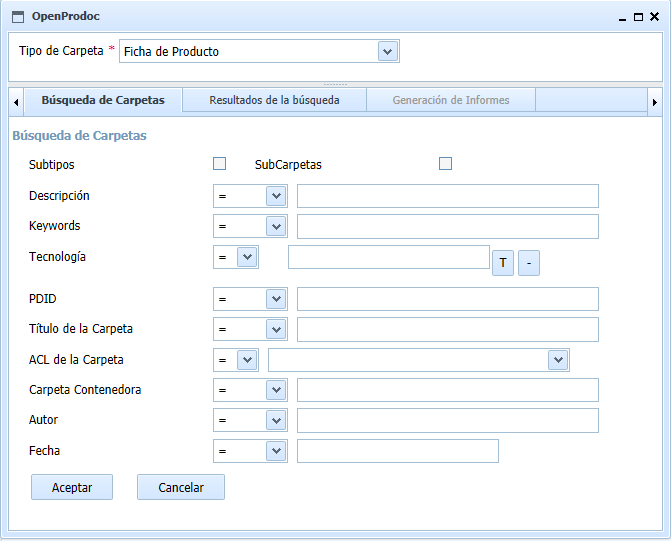 OpenProdoc
Tipo de Carpeta * Ficha de Producto
Búsqueda de Carpetas Resultados de la búsqueda Generación de Informes
Búsqueda de Carpetas
Subtipos SubCarpetas
Descripción =
Keywords =
Tecnología = T -
PDID =
Título de la Carpeta =
ACL de la Carpeta =
Carpeta Contenedora =
Autor =
Fecha =
Aceptar Cancelar